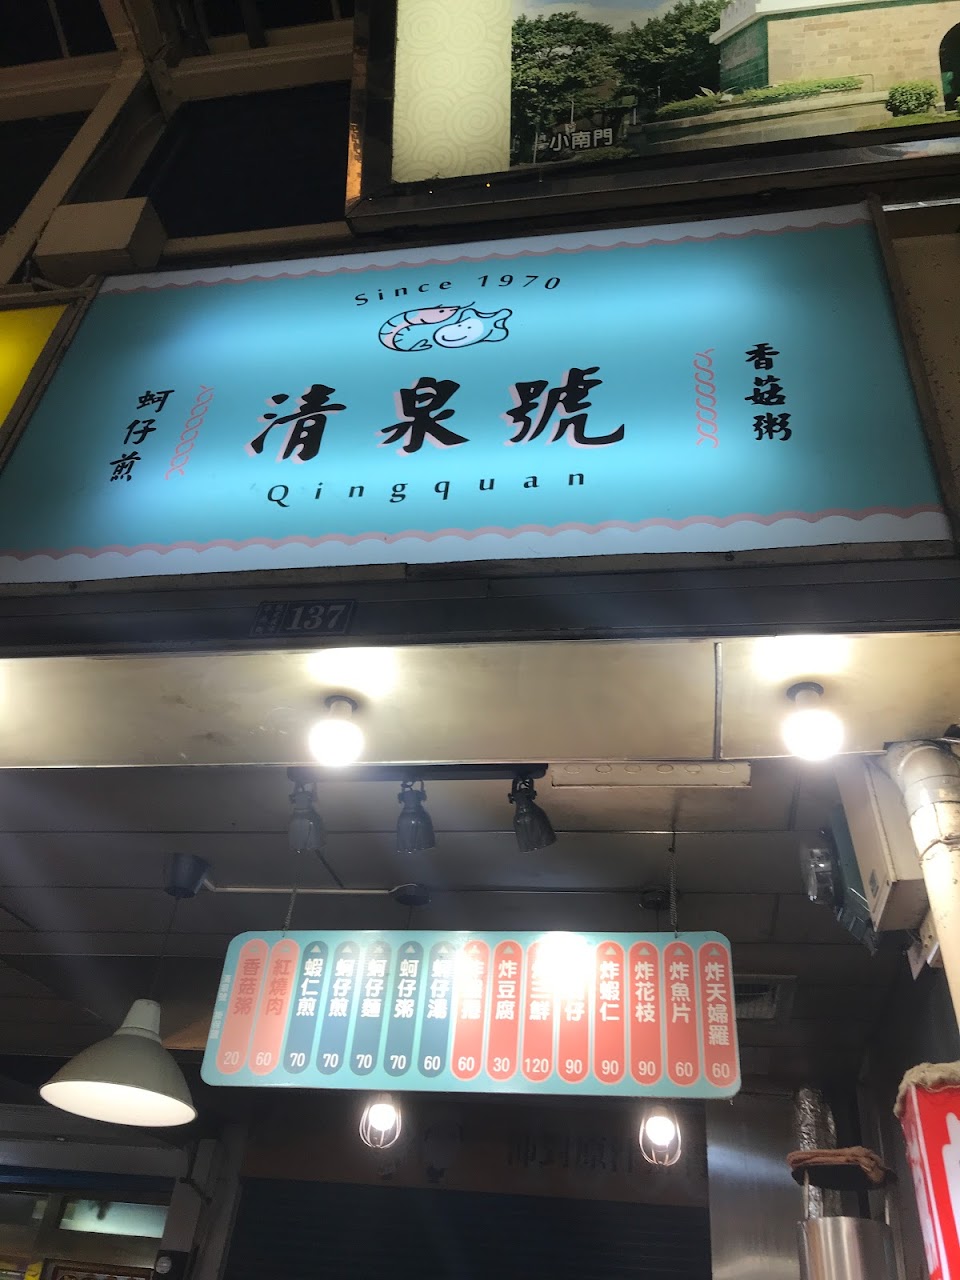 小南門
Since 1970
清泉號
Qingquan
蚵仔煎
香菇粥
137
香菇粥 20
紅燒肉 60
蝦仁煎 70
蚵仔煎 70
蚵仔麵 70
蚵仔粥 70
蚵仔湯 60
60
炸豆腐 30
鮮 120
仔 90
炸蝦仁 90
炸花枝 90
炸魚片 60
炸天婦羅 60